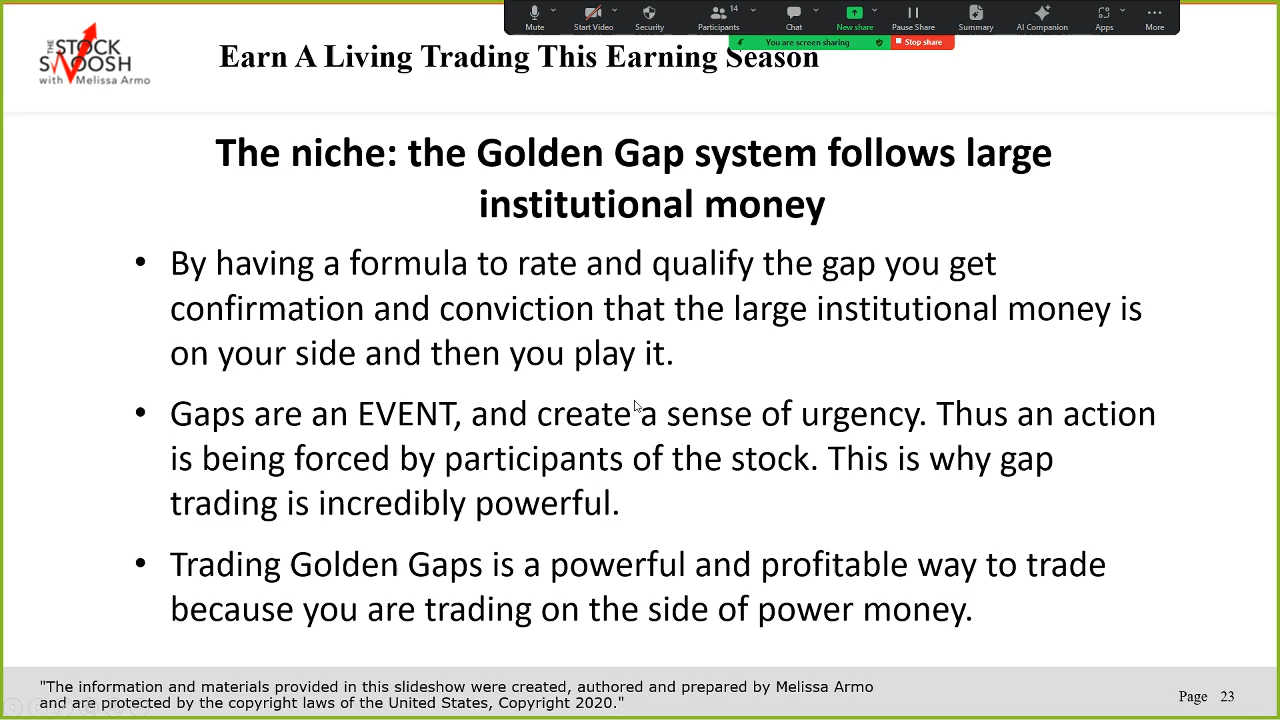 Mute
Start Video
Security
Participants
14
Chat
New share
Pause Share
Summary
AI Companion
Apps
More
You are screen sharing
Stop share
THE
STOCK
SWOOSH
with Melissa Armo
Earn A Living Trading This Earning Season
The niche: the Golden Gap system follows large
institutional money
• By having a formula to rate and qualify the gap you get
confirmation and conviction that the large institutional money is
on your side and then you play it.
• Gaps are an EVENT, and create a sense of urgency. Thus an action
is being forced by participants of the stock. This is why gap
trading is incredibly powerful.
• Trading Golden Gaps is a powerful and profitable way to trade
because you are trading on the side of power money.
"The information and materials provided in this slideshow were created, authored and prepared by Melissa Armo
and are protected by the copyright laws of the United States, Copyright 2020."
Page 23